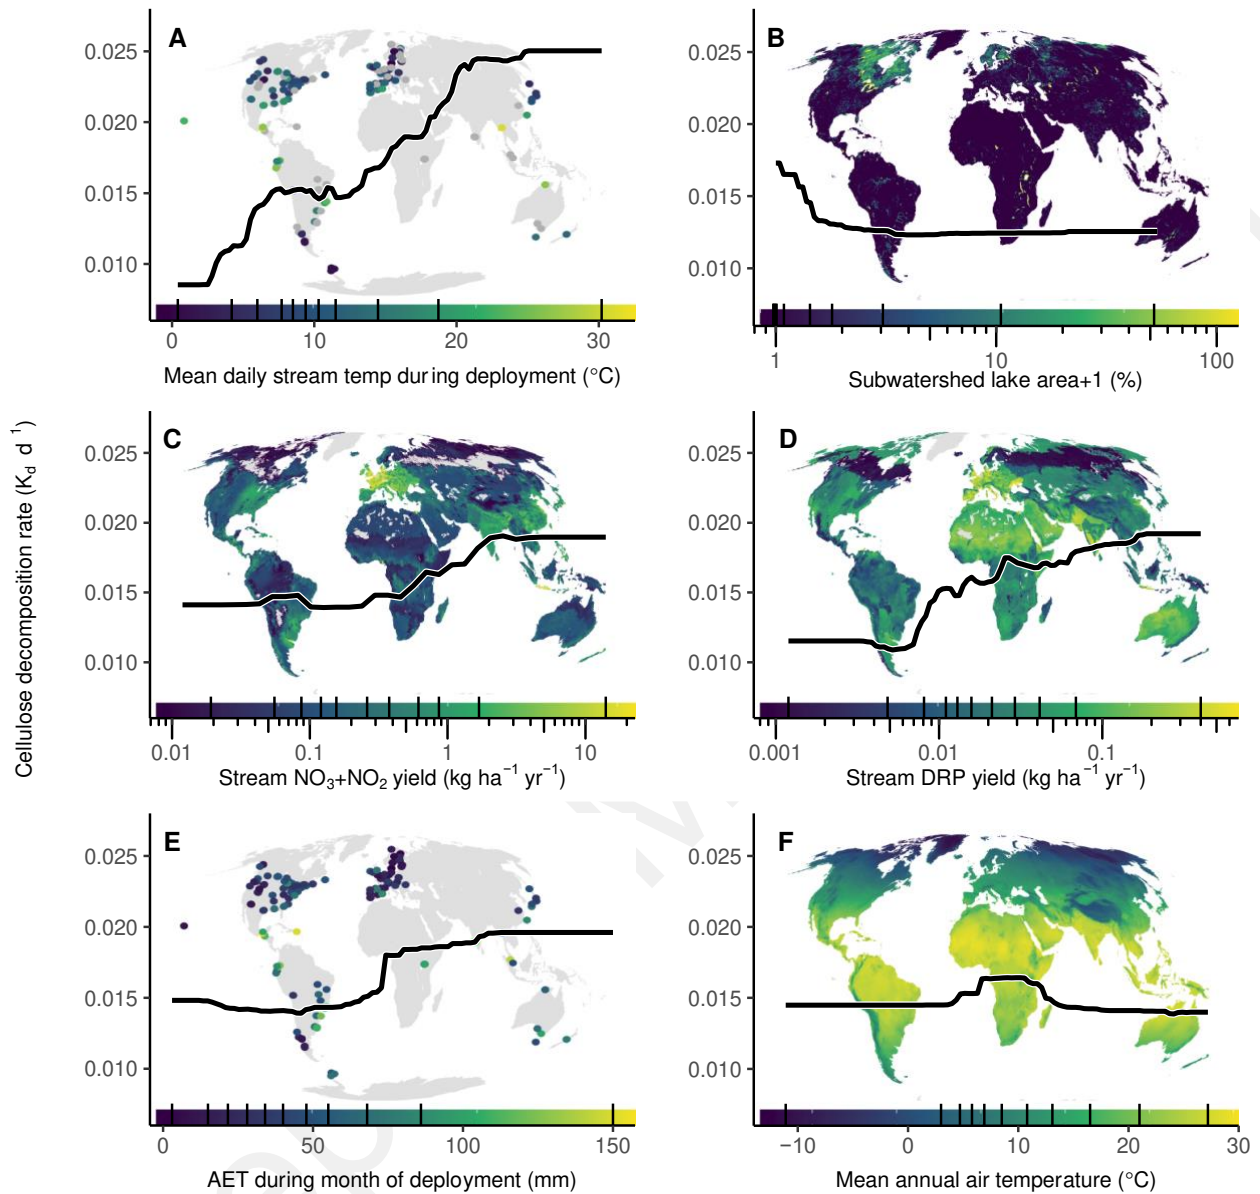 Cellulose decomposition rate (K_d d^1)
A
0.025
0.020
0.015
0.010
0 10 20 30
Mean daily stream temp during deployment (°C)
B
0.025
0.020
0.015
0.010
1 10 100
Subwatershed lake area+1 (%)
C
0.025
0.020
0.015
0.010
0.01 0.1 1 10
Stream NO₃+NO₂ yield (kg ha⁻¹ yr⁻¹)
D
0.025
0.020
0.015
0.010
0.001 0.01 0.1
Stream DRP yield (kg ha⁻¹ yr⁻¹)
E
0.025
0.020
0.015
0.010
0 50 100 150
AET during month of deployment (mm)
F
0.025
0.020
0.015
0.010
−10 0 10 20 30
Mean annual air temperature (°C)